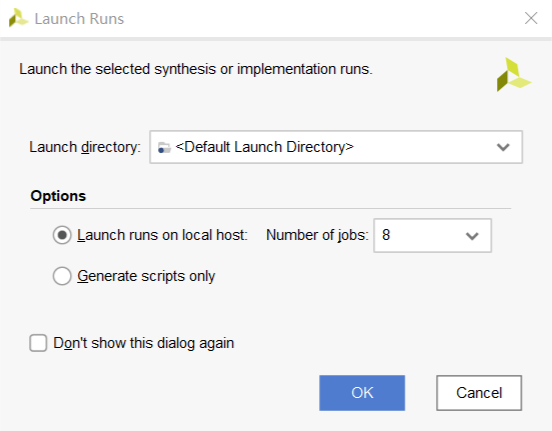 Launch Runs
Launch the selected synthesis or implementation runs.
Launch directory: <Default Launch Directory>
Options
Launch runs on local host: Number of jobs: 8
Generate scripts only
Don't show this dialog again
OK Cancel